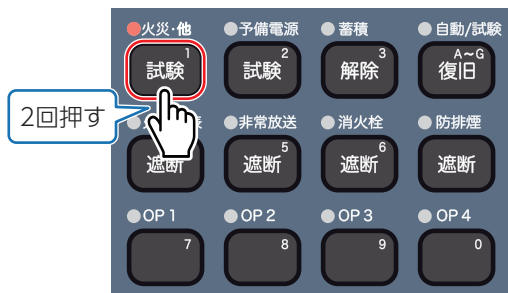 火災・他 予備電源 蓄積 自動/試験
試験 1 試験 2 解除 3 復旧 A~G
2回押す
非常放送 消火栓 防排煙
遮断 遮断 5 遮断 6 遮断
OP 1 OP 2 OP 3 OP 4
7 8 9 0